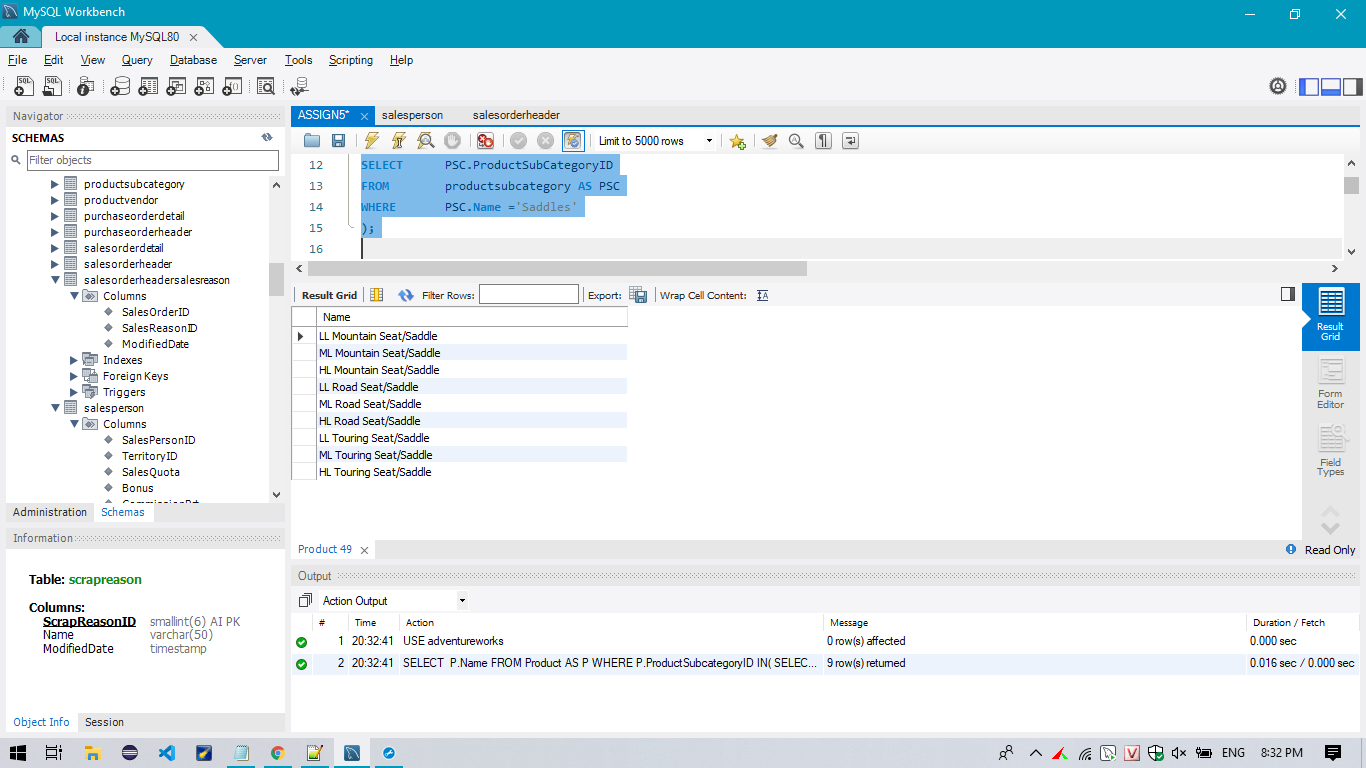 MySQL Workbench
Local instance MySQL80
File Edit View Query Database Server Tools Scripting Help
Navigator
SCHEMAS
Filter objects
productsubcategory
productvendor
purchaseorderdetail
purchaseorderheader
salesorderdetail
salesorderheader
salesorderheadersalesreason
Columns
SalesOrderID
SalesReasonID
ModifiedDate
Indexes
Foreign Keys
Triggers
salesperson
Columns
SalesPersonID
TerritoryID
SalesQuota
Bonus
Administration Schemas
Information
Table: scrapreason
Columns:
ScrapReasonID smallint(6) AI PK
Name varchar(50)
ModifiedDate timestamp
Object Info Session
ASSIGN5* salesperson salesorderheader
Limit to 5000 rows
12 SELECT PSC.ProductSubCategoryID
13 FROM productsubcategory AS PSC
14 WHERE PSC.Name ='Saddles'
15 );
16
Result Grid Filter Rows: Export: Wrap Cell Content: IA
Name
LL Mountain Seat/Saddle
ML Mountain Seat/Saddle
HL Mountain Seat/Saddle
LL Road Seat/Saddle
ML Road Seat/Saddle
HL Road Seat/Saddle
LL Touring Seat/Saddle
ML Touring Seat/Saddle
HL Touring Seat/Saddle
Result
Grid
Form
Editor
Field
Types
Product 49
Read Only
Output
Action Output
# Time Action Message Duration / Fetch
1 20:32:41 USE adventureworks 0 row(s) affected 0.000 sec
2 20:32:41 SELECT P.Name FROM Product AS P WHERE P.ProductSubcategoryID IN( SELEC... 9 row(s) returned 0.016 sec / 0.000 sec
ENG 8:32 PM